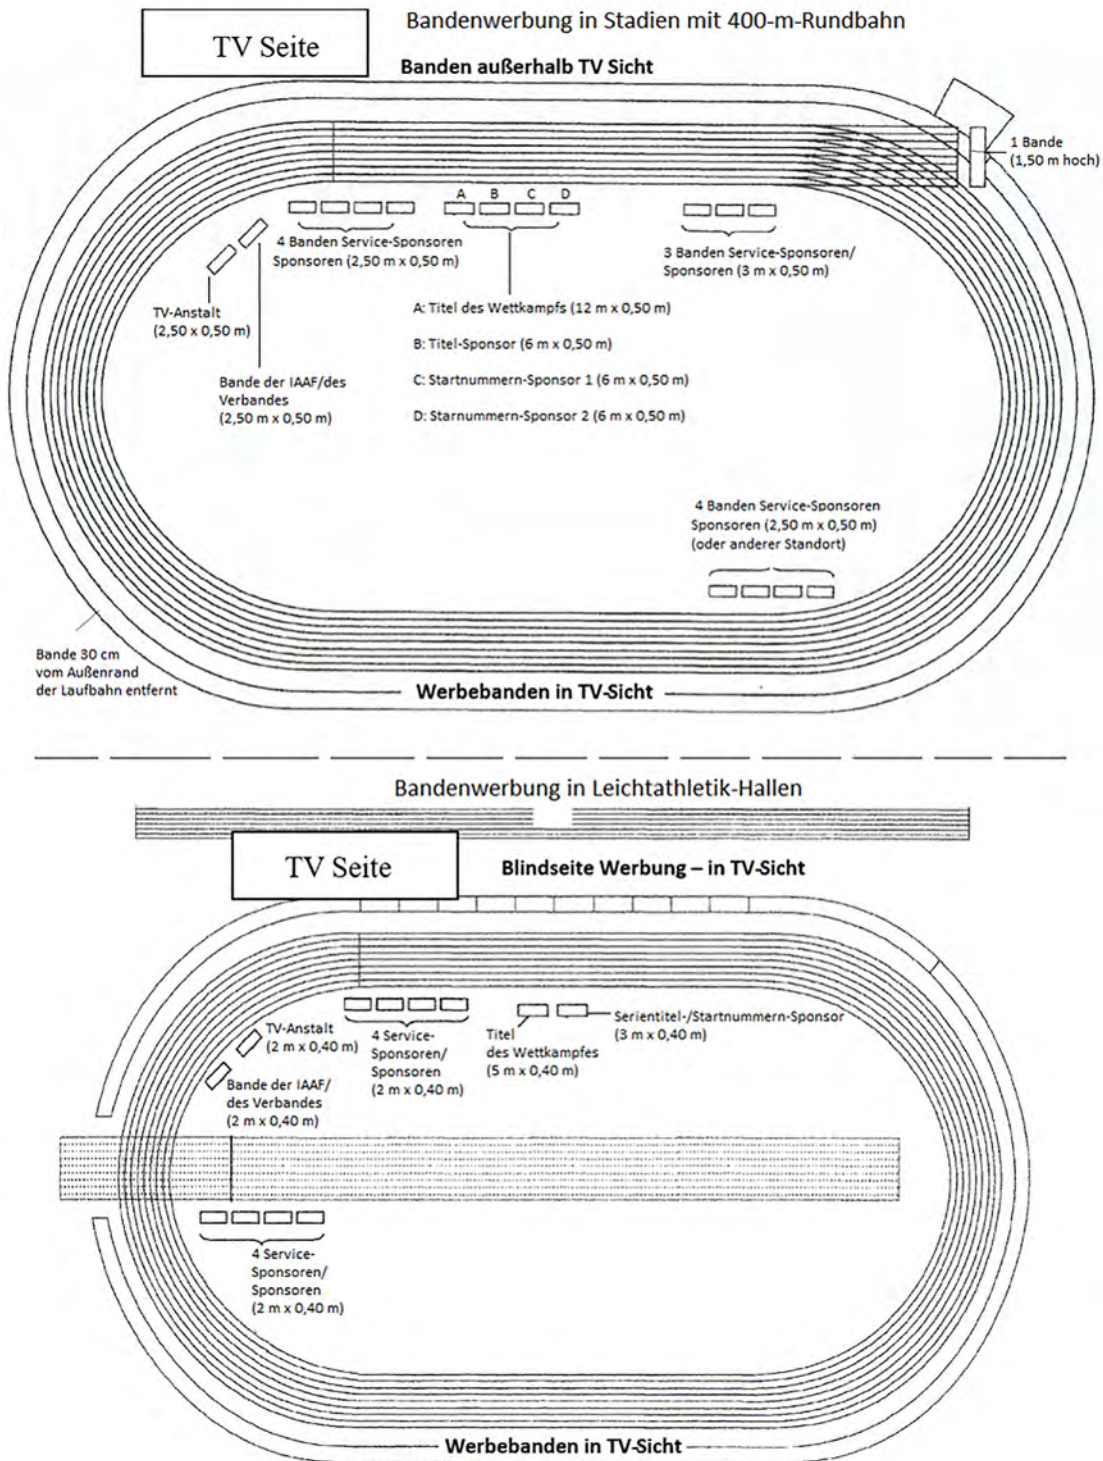 Bandenwerbung in Stadien mit 400-m-Rundbahn
TV Seite
Banden außerhalb TV Sicht
1 Bande
(1,50 m hoch)
A B C D
4 Banden Service-Sponsoren
Sponsoren (2,50 m x 0,50 m)
3 Banden Service-Sponsoren/
Sponsoren (3 m x 0,50 m)
TV-Anstalt
(2,50 x 0,50 m)
A: Titel des Wettkampfs (12 m x 0,50 m)
B: Titel-Sponsor (6 m x 0,50 m)
C: Startnummern-Sponsor 1 (6 m x 0,50 m)
D: Starnummern-Sponsor 2 (6 m x 0,50 m)
Bande der IAAF/des
Verbandes
(2,50 m x 0,50 m)
4 Banden Service-Sponsoren
Sponsoren (2,50 m x 0,50 m)
(oder anderer Standort)
Bande 30 cm
vom Außenrand
der Laufbahn entfernt
Werbebanden in TV-Sicht
Bandenwerbung in Leichtathletik-Hallen
TV Seite
Blindseite Werbung – in TV-Sicht
TV-Anstalt
(2 m x 0,40 m)
Bande der IAAF/
des Verbandes
(2 m x 0,40 m)
4 Service-
Sponsoren/
Sponsoren
(2 m x 0,40 m)
Titel
des Wettkampfes
(5 m x 0,40 m)
Serientitel-/Startnummern-Sponsor
(3 m x 0,40 m)
4 Service-
Sponsoren/
Sponsoren
(2 m x 0,40 m)
Werbebanden in TV-Sicht